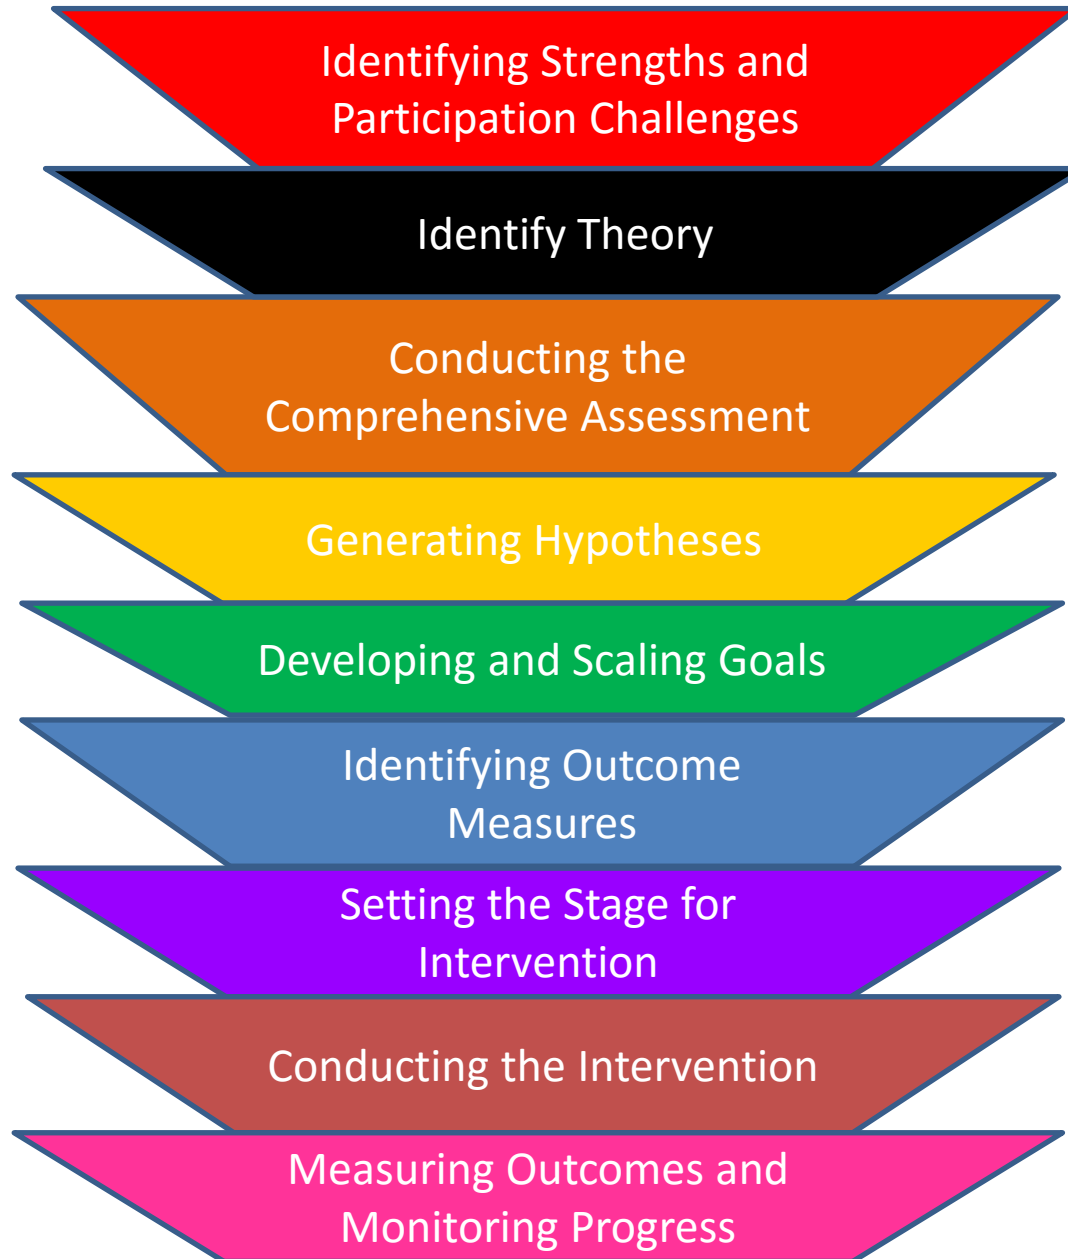 Identifying Strengths and
Participation Challenges
Identify Theory
Conducting the
Comprehensive Assessment
Generating Hypotheses
Developing and Scaling Goals
Identifying Outcome
Measures
Setting the Stage for
Intervention
Conducting the Intervention
Measuring Outcomes and
Monitoring Progress